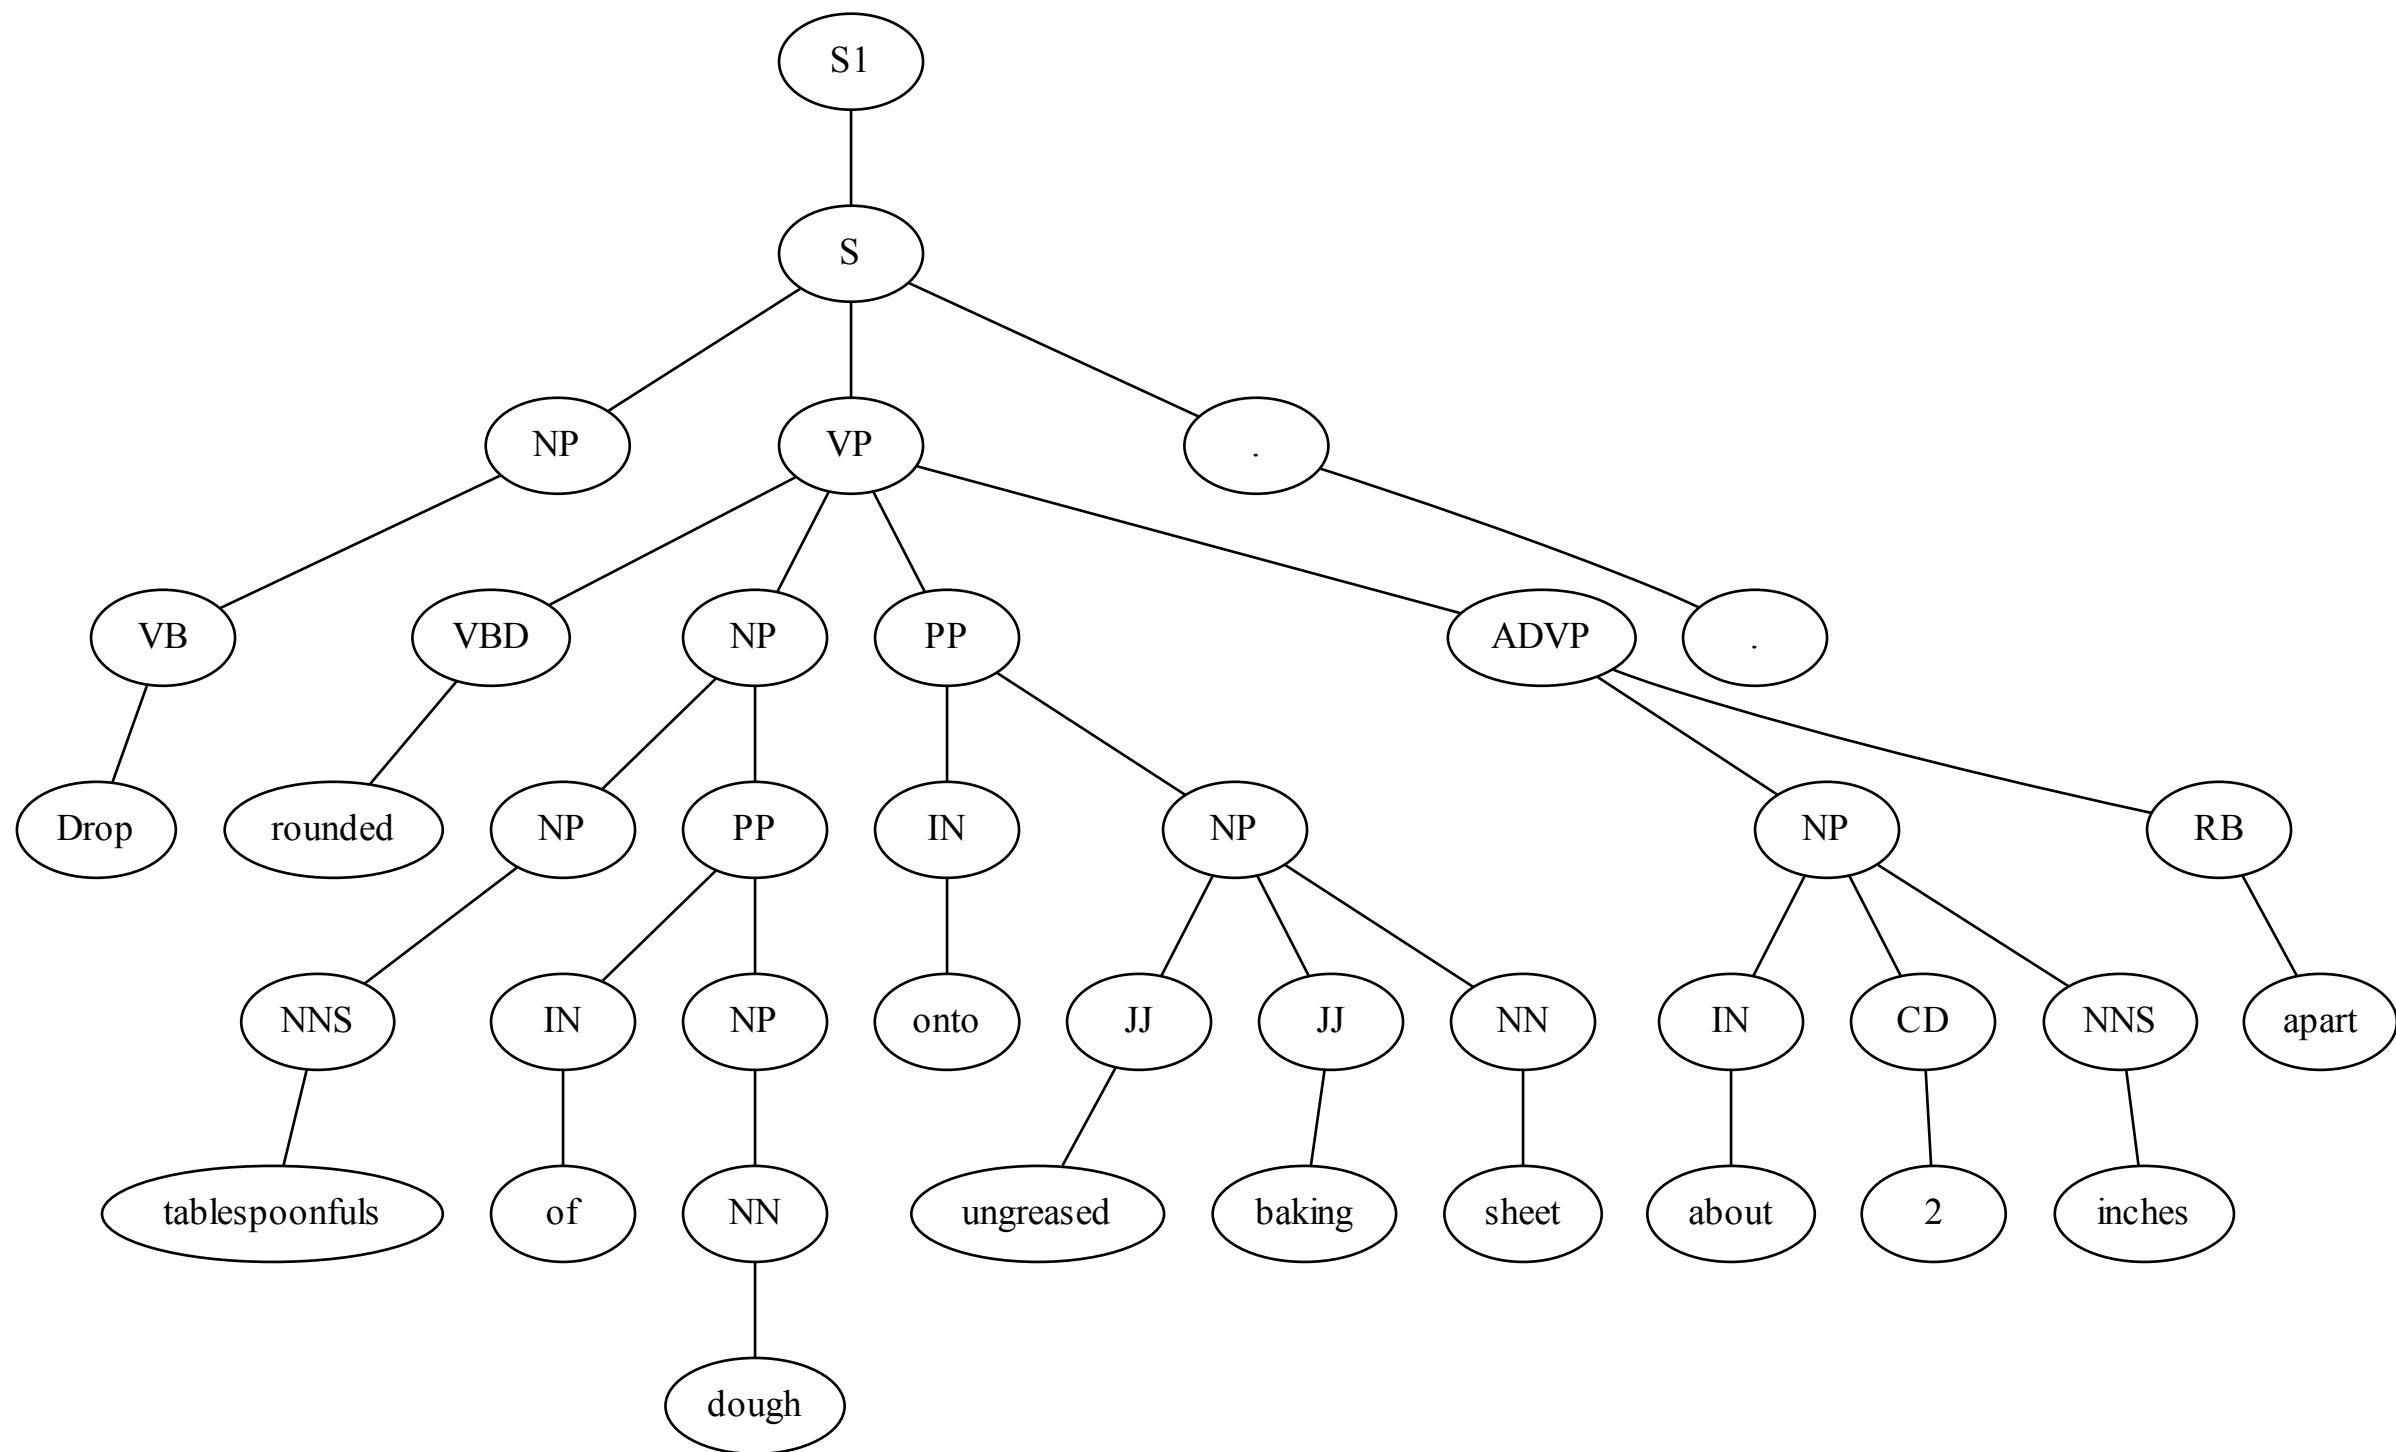 S1
S
NP VP .
VB VBD NP PP ADVP .
Drop rounded NP PP IN NP NP RB
NNS IN NP onto JJ JJ NN IN CD NNS apart
tablespoonfuls of NN ungreased baking sheet about 2 inches
dough